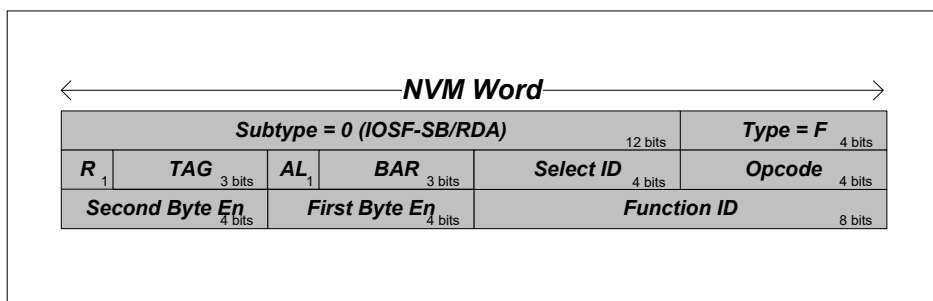 NVM Word
Subtype = 0 (IOSF-SB/RDA) 12 bits Type = F 4 bits
R 1 TAG 3 bits AL 1 BAR 3 bits Select ID 4 bits Opcode 4 bits
Second Byte En 4 bits First Byte En 4 bits Function ID 8 bits